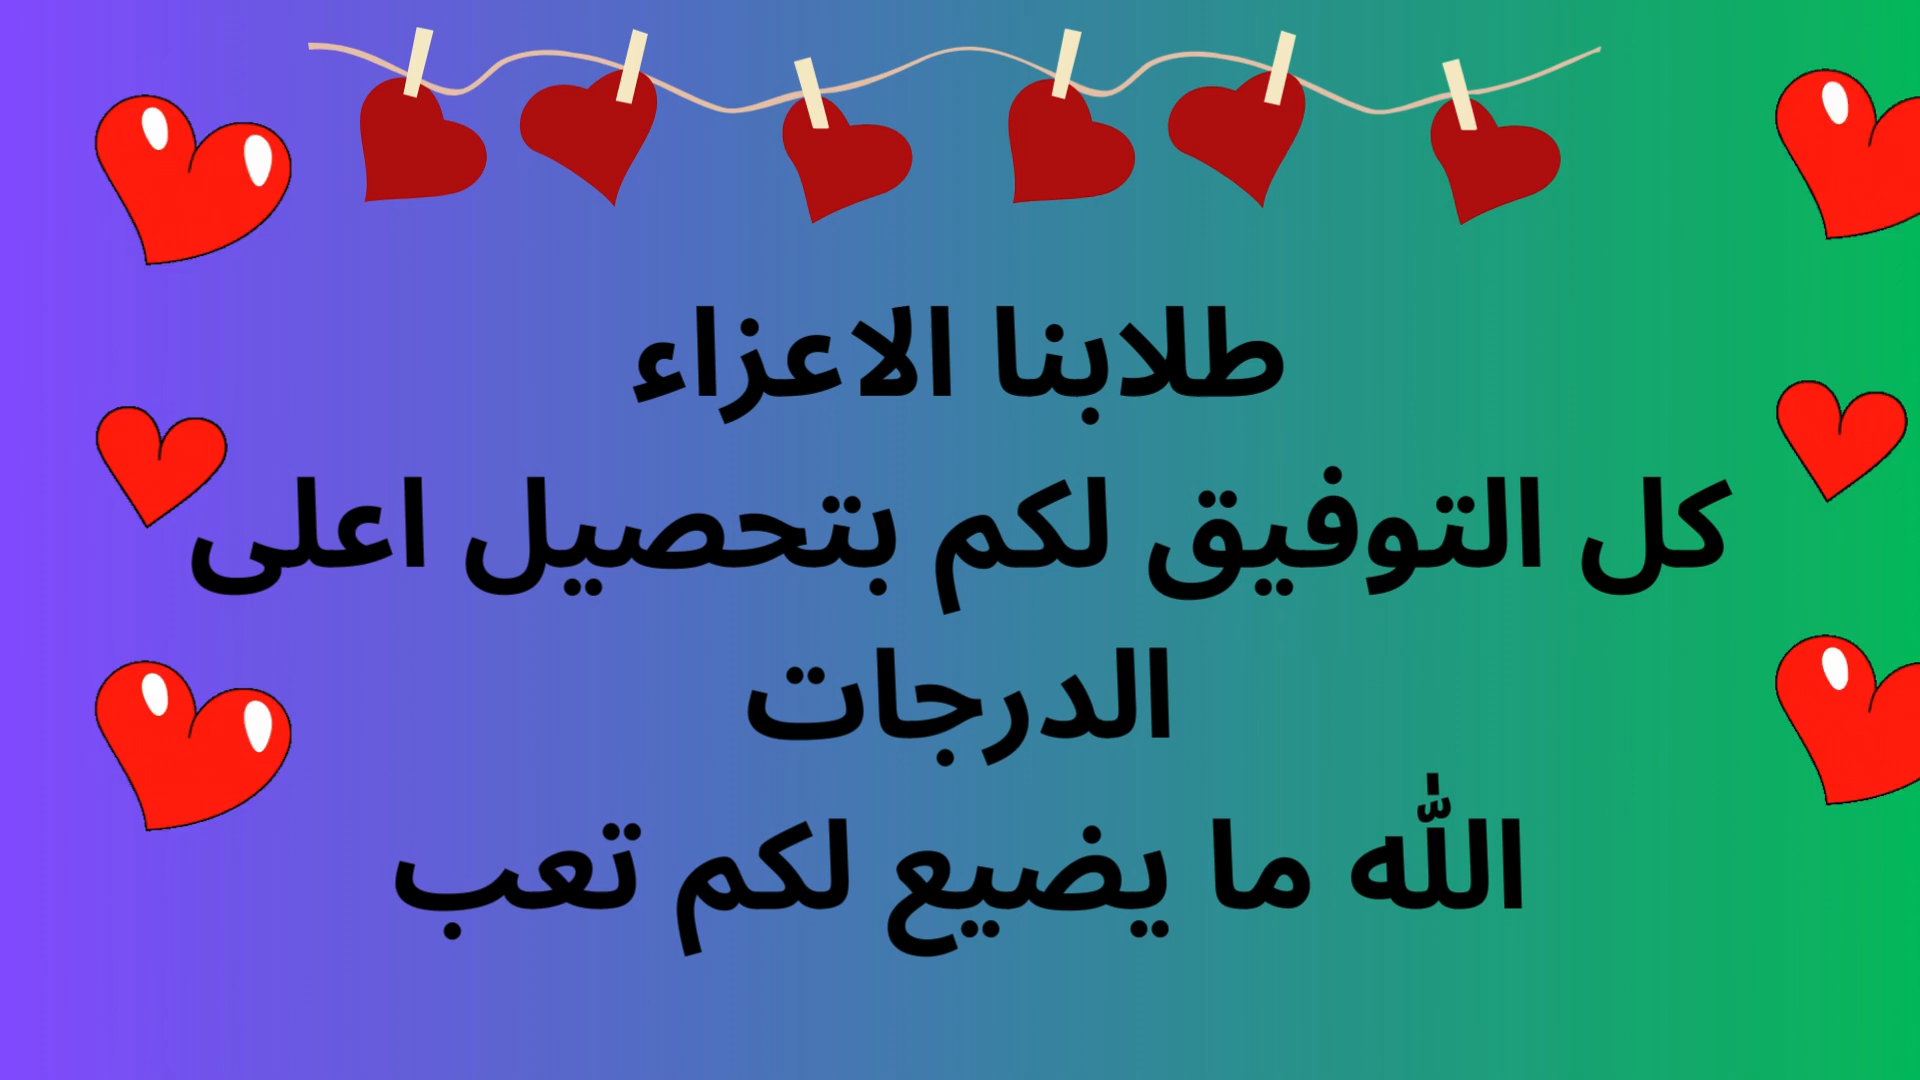 طلابنا الاعزاء
كل التوفيق لكم بتحصيل اعلى
الدرجات
الله ما يضيع لكم تعب